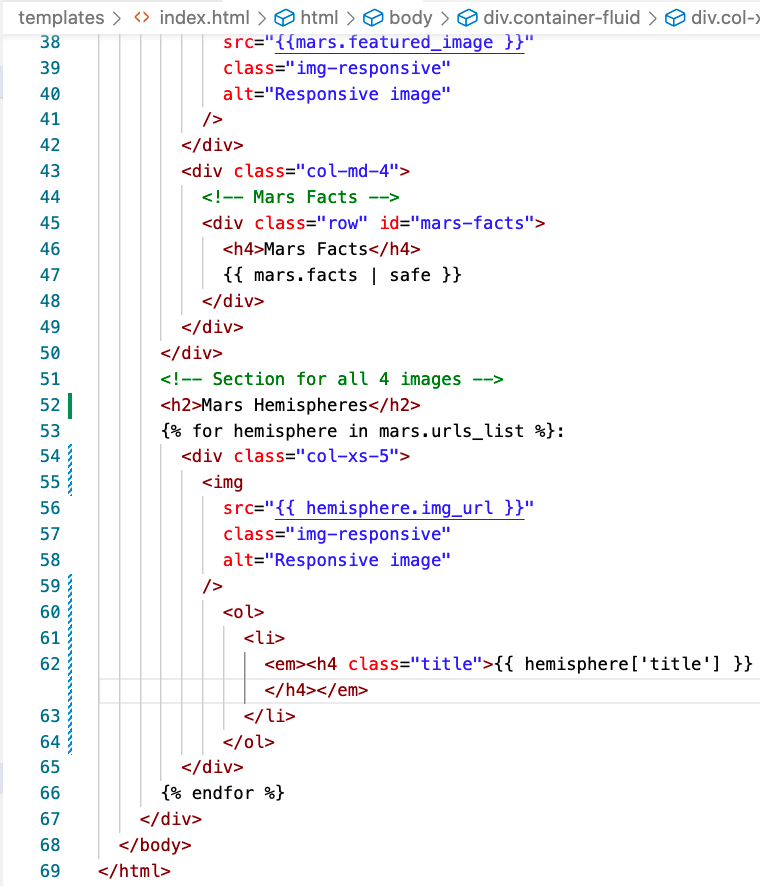 templates > <> index.html > html > body > div.container-fluid > div.col-x
38 src="{{mars.featured_image }}"
39 class="img-responsive"
40 alt="Responsive image"
41 />
42 </div>
43 <div class="col-md-4">
44 <!-- Mars Facts -->
45 <div class="row" id="mars-facts">
46 <h4>Mars Facts</h4>
47 {{ mars.facts | safe }}
48 </div>
49 </div>
50 </div>
51 <!-- Section for all 4 images -->
52 <h2>Mars Hemispheres</h2>
53 {% for hemisphere in mars.urls_list %}:
54 <div class="col-xs-5">
55 <img
56 src="{{ hemisphere.img_url }}"
57 class="img-responsive"
58 alt="Responsive image"
59 />
60 <ol>
61 <li>
62 <em><h4 class="title">{{ hemisphere['title'] }}
</h4></em>
63 </li>
64 </ol>
65 </div>
66 {% endfor %}
67 </div>
68 </body>
69 </html>